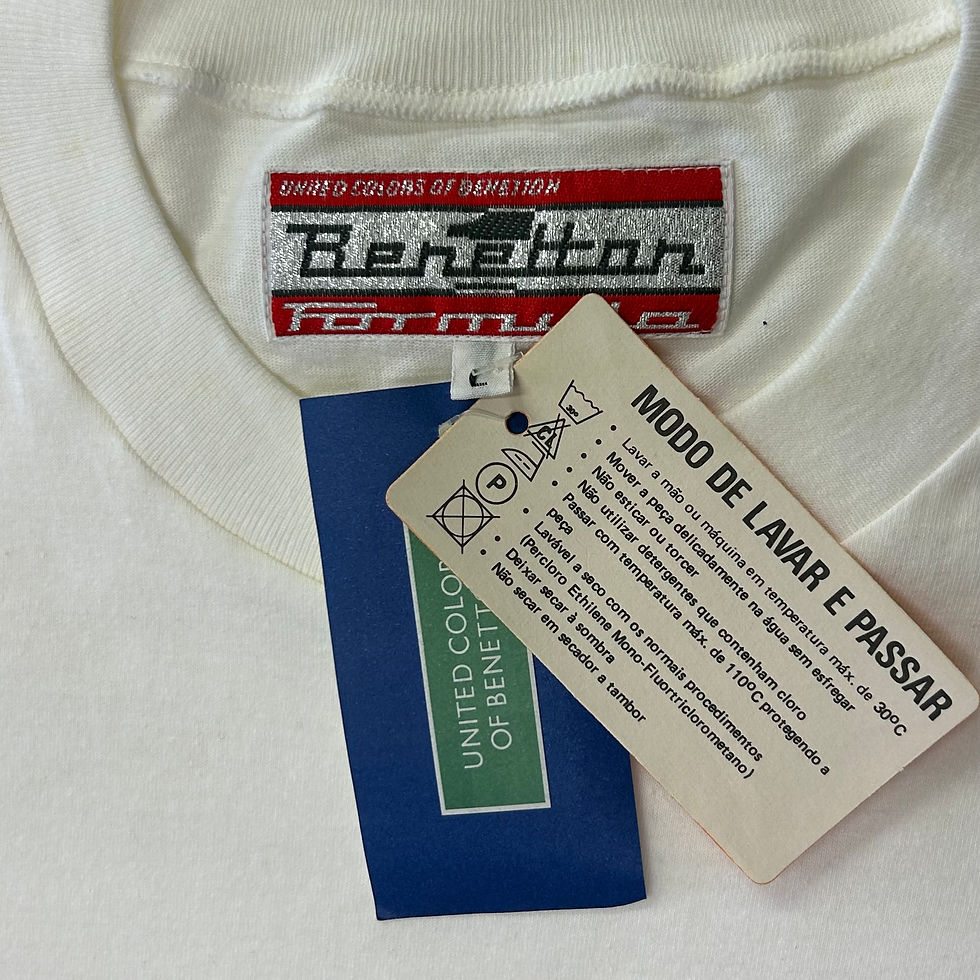 UNITED COLORS OF BENETTON
Benetton
Formula
L
UNITED COLOR
OF BENETT
MODO DE LAVAR E PASSAR
30º
CL
P
• Lavar a mão ou máquina em temperatura máx. de 30ºC
• Mover a peça delicadamente na água sem esfregar
• Não esticar ou torcer
• Não utilizar detergentes que contenham cloro
• Passar com temperatura máx. de 110ºC protegendo a
peça
• Lavável a seco com os normais procedimentos
(Percloro Ethilene Mono-Fluortriclorometano)
• Deixar secar à sombra
• Não secar em secador a tambor